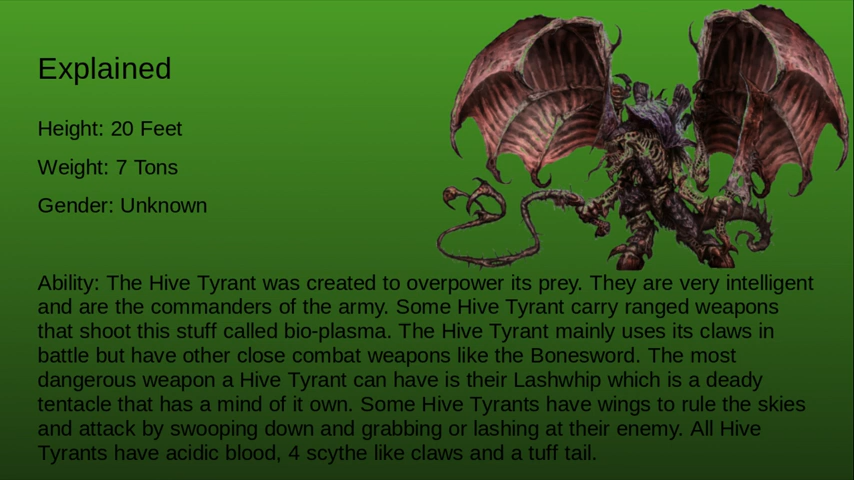 Explained
Height: 20 Feet
Weight: 7 Tons
Gender: Unknown
Ability: The Hive Tyrant was created to overpower its prey. They are very intelligent
and are the commanders of the army. Some Hive Tyrant carry ranged weapons
that shoot this stuff called bio-plasma. The Hive Tyrant mainly uses its claws in
battle but have other close combat weapons like the Bonesword. The most
dangerous weapon a Hive Tyrant can have is their Lashwhip which is a deady
tentacle that has a mind of it own. Some Hive Tyrants have wings to rule the skies
and attack by swooping down and grabbing or lashing at their enemy. All Hive
Tyrants have acidic blood, 4 scythe like claws and a tuff tail.